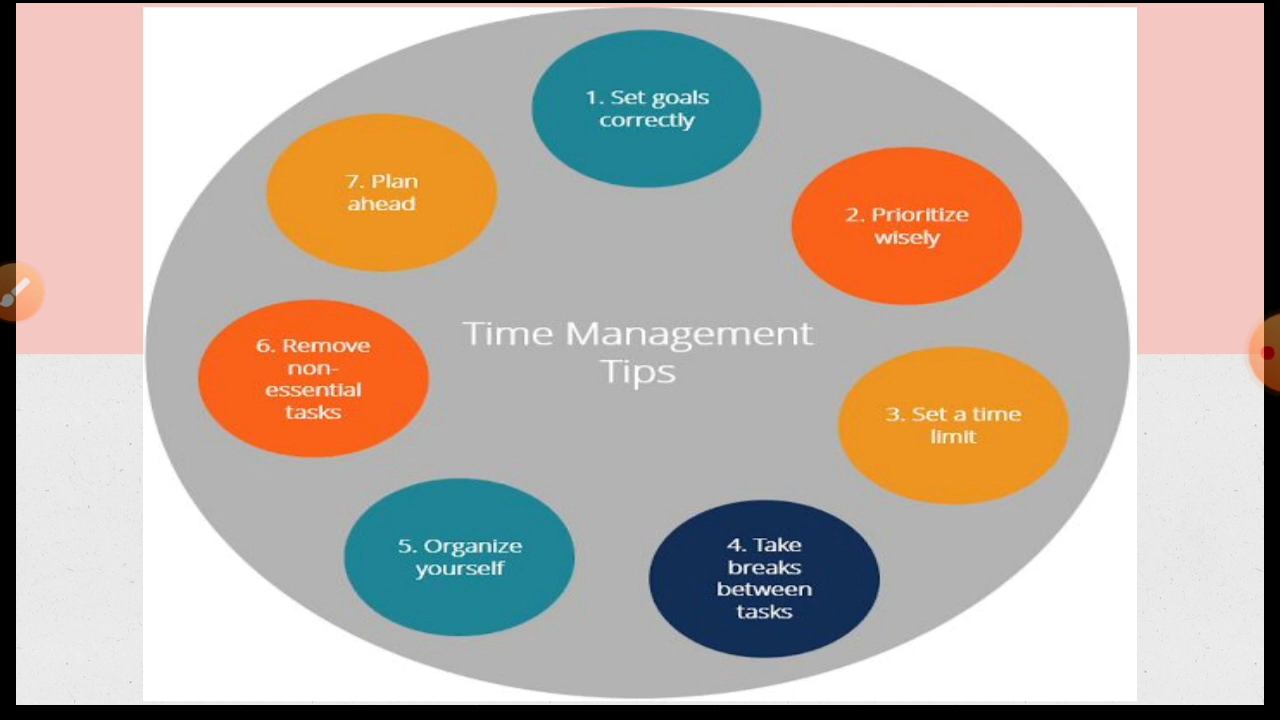 Time Management
Tips
1. Set goals
correctly
2. Prioritize
wisely
3. Set a time
limit
4. Take
breaks
between
tasks
5. Organize
yourself
6. Remove
non-
essential
tasks
7. Plan
ahead